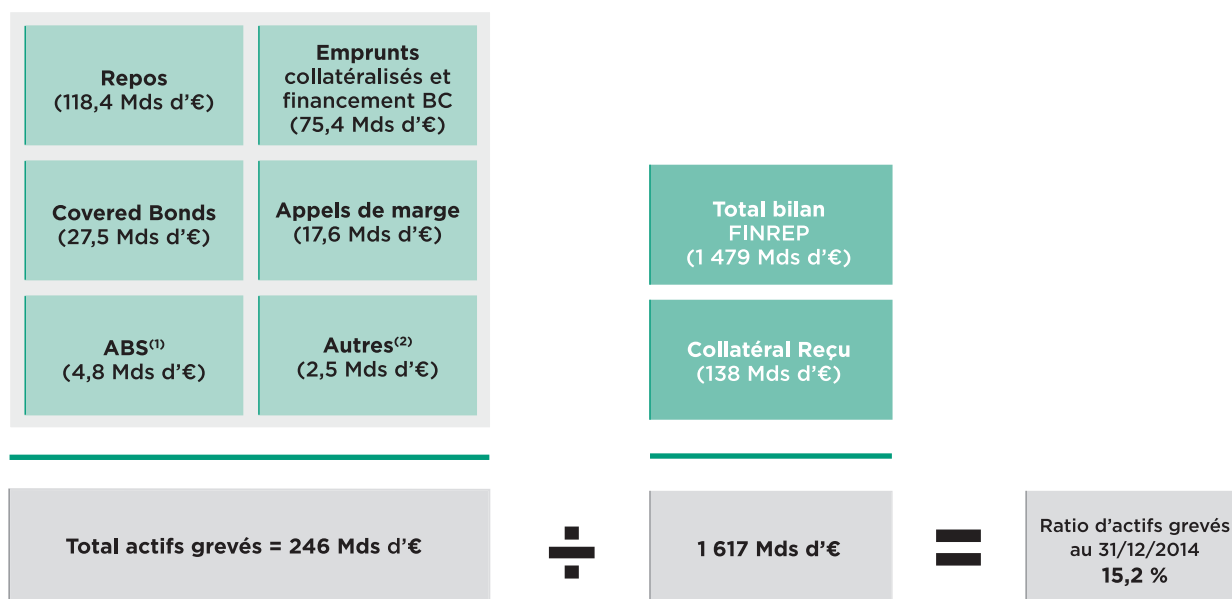 Repos
(118,4 Mds d’€)
Emprunts
collatéralisés et
financement BC
(75,4 Mds d’€)
Covered Bonds
(27,5 Mds d’€)
Appels de marge
(17,6 Mds d’€)
ABS(1)
(4,8 Mds d’€)
Autres(2)
(2,5 Mds d’€)
Total bilan
FINREP
(1 479 Mds d’€)
Collatéral Reçu
(138 Mds d’€)
Total actifs grevés = 246 Mds d’€
÷
1 617 Mds d’€
=
Ratio d’actifs grevés
au 31/12/2014
15,2 %